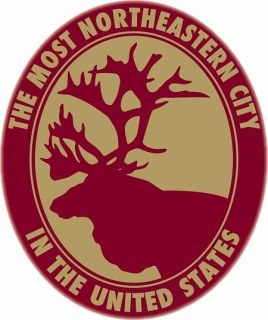 THE MOST NORTHEASTERN CITY
IN THE UNITED STATES